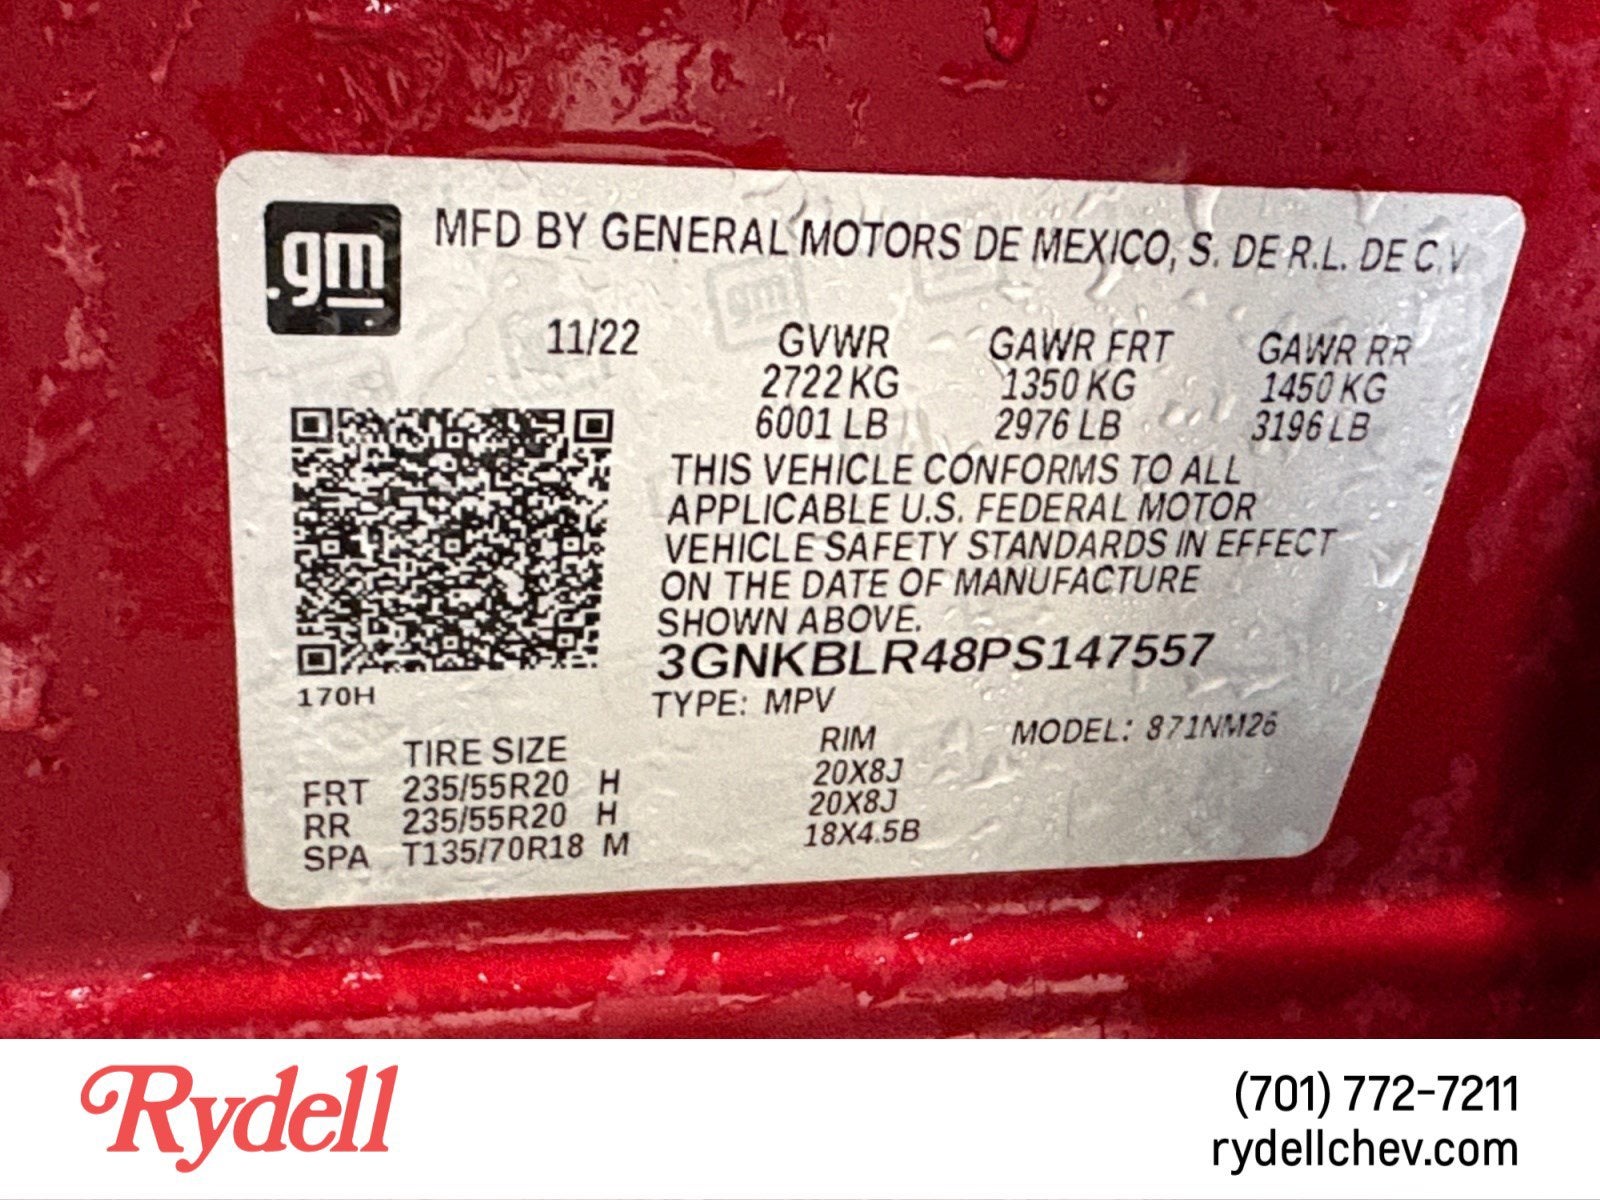 gm MFD BY GENERAL MOTORS DE MEXICO, S. DE R.L. DE C.V
11/22 GVWR GAWR FRT GAWR RR
2722 KG 1350 KG 1450 KG
6001 LB 2976 LB 3196 LB
THIS VEHICLE CONFORMS TO ALL
APPLICABLE U.S. FEDERAL MOTOR
VEHICLE SAFETY STANDARDS IN EFFECT
ON THE DATE OF MANUFACTURE
SHOWN ABOVE.
3GNKBLR48PS147557
170H
TYPE: MPV MODEL: 871NM26
TIRE SIZE RIM
FRT 235/55R20 H 20X8J
RR 235/55R20 H 20X8J
SPA T135/70R18 M 18X4.5B
Rydell
(701) 772-7211
rydellchev.com